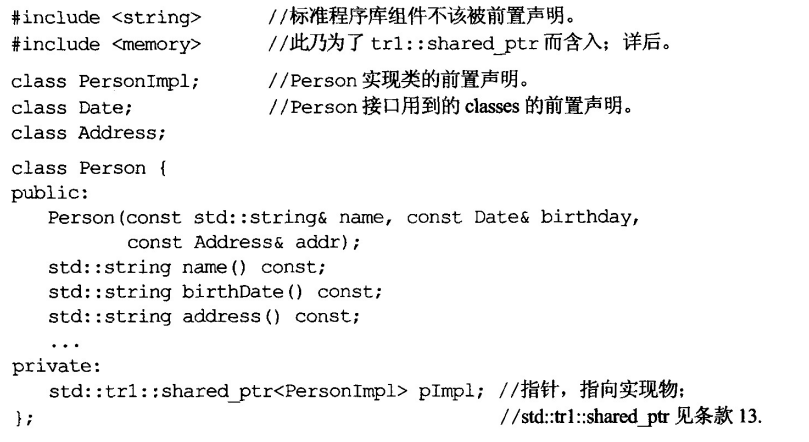 #include <string>          //标准程序库组件不该被前置声明。
#include <memory>          //此乃为了 tr1::shared_ptr 而含入；详后。
class PersonImpl;          //Person 实现类的前置声明。
class Date;                //Person 接口用到的 classes 的前置声明。
class Address;
class Person {
public:
   Person(const std::string& name, const Date& birthday,
          const Address& addr);
   std::string name() const;
   std::string birthDate() const;
   std::string address() const;
   ...
private:
   std::tr1::shared_ptr<PersonImpl> pImpl; //指针，指向实现物；
};                                         //std::tr1::shared_ptr 见条款 13.